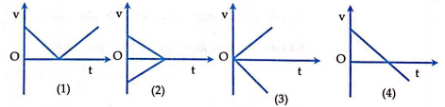 v v v v
O t O t O t O t
(1) (2) (3) (4)